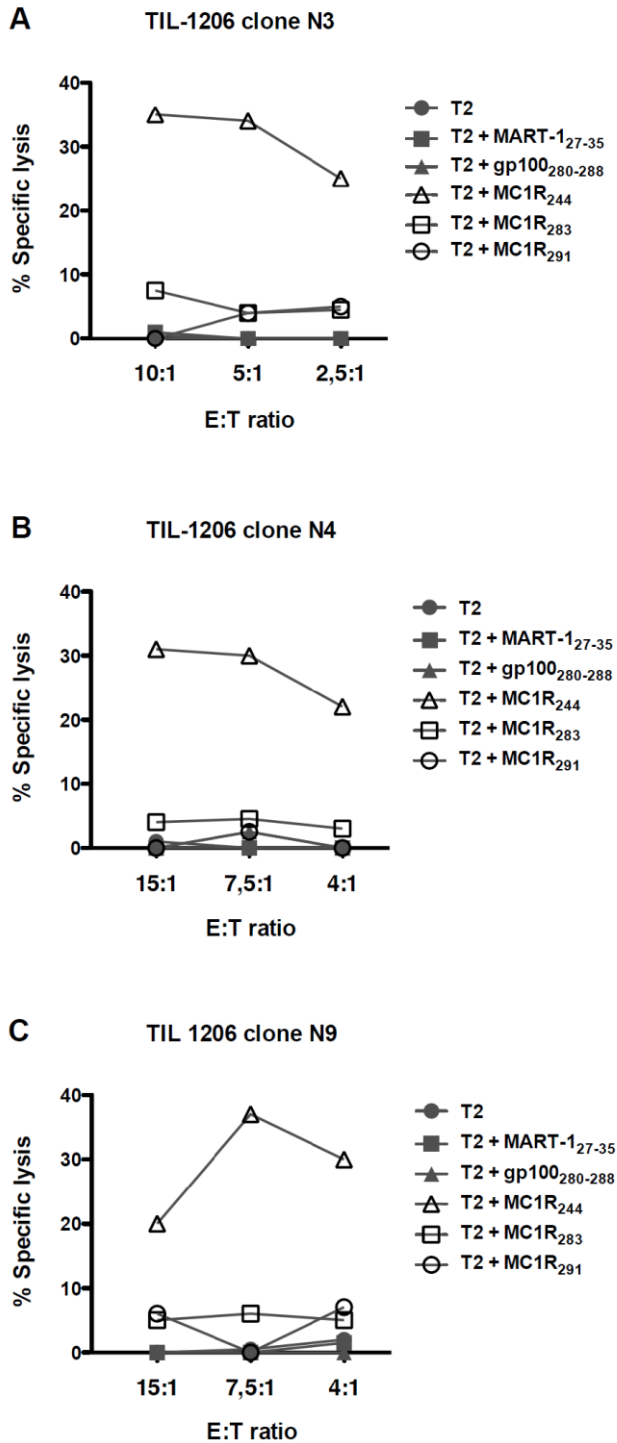 A
TIL-1206 clone N3
% Specific lysis
40
30
20
10
0
10:1 5:1 2,5:1
E:T ratio
T2
T2 + MART-1₂₇₋₃₅
T2 + gp100₂₈₀₋₂₈₈
T2 + MC1R₂₄₄
T2 + MC1R₂₈₃
T2 + MC1R₂₉₁
B
TIL-1206 clone N4
% Specific lysis
40
30
20
10
0
15:1 7,5:1 4:1
E:T ratio
T2
T2 + MART-1₂₇₋₃₅
T2 + gp100₂₈₀₋₂₈₈
T2 + MC1R₂₄₄
T2 + MC1R₂₈₃
T2 + MC1R₂₉₁
C
TIL 1206 clone N9
% Specific lysis
40
30
20
10
0
15:1 7,5:1 4:1
E:T ratio
T2
T2 + MART-1₂₇₋₃₅
T2 + gp100₂₈₀₋₂₈₈
T2 + MC1R₂₄₄
T2 + MC1R₂₈₃
T2 + MC1R₂₉₁